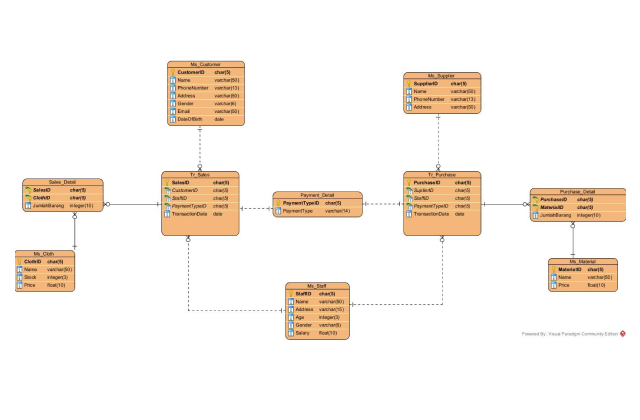 Ms_Customer
CustomerID char(5)
Name varchar(50)
PhoneNumber varchar(13)
Address varchar(60)
Gender varchar(6)
Email varchar(50)
DateOfBirth date
Ms_Supplier
SupplierID char(5)
Name varchar(50)
PhoneNumber varchar(13)
Address varchar(50)
Sales_Detail
SalesID char(5)
ClothID char(5)
JumlahBarang integer(10)
Tr_Sales
SalesID char(5)
CustomerID char(5)
StaffID char(5)
PaymentTypeID char(5)
TransactionDate date
Payment_Detail
PaymentTypeID char(5)
PaymentType varchar(14)
Tr_Purchase
PurchaseID char(5)
SuplierID char(5)
StaffID char(5)
PaymentTypeID char(5)
TransactionDate date
Purchase_Detail
PurchaseID char(5)
MaterialID char(5)
JumlahBarang integer(10)
Ms_Cloth
ClothID char(5)
Name varchar(50)
Stock integer(3)
Price float(10)
Ms_Staff
StaffID char(5)
Name varchar(50)
Address varchar(15)
Age integer(3)
Gender varchar(6)
Salary float(10)
Ms_Material
MaterialID char(5)
Name varchar(50)
Price float(10)
Powered By: Visual Paradigm Community Edition